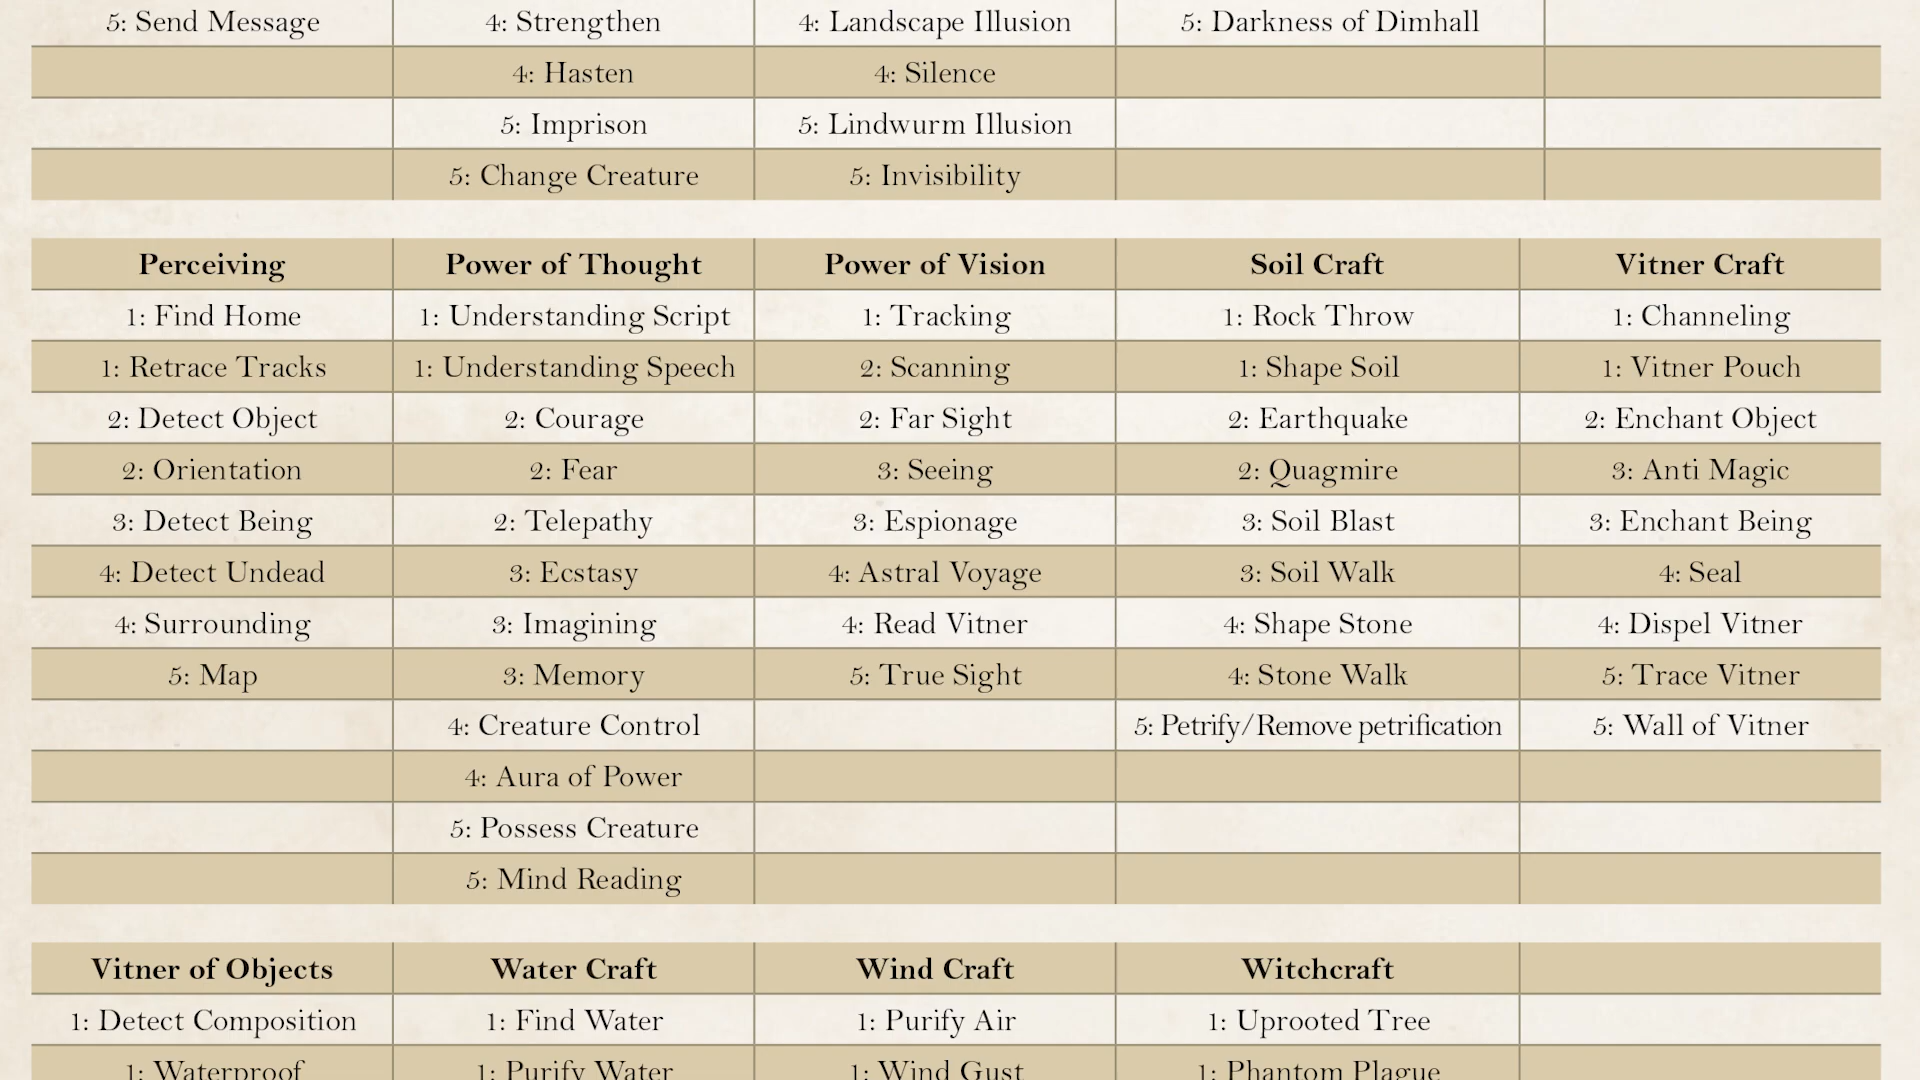 5: Send Message 4: Strengthen 4: Landscape Illusion 5: Darkness of Dimhall
4: Hasten 4: Silence
5: Imprison 5: Lindwurm Illusion
5: Change Creature 5: Invisibility
Perceiving Power of Thought Power of Vision Soil Craft Vitner Craft
1: Find Home 1: Understanding Script 1: Tracking 1: Rock Throw 1: Channeling
1: Retrace Tracks 1: Understanding Speech 2: Scanning 1: Shape Soil 1: Vitner Pouch
2: Detect Object 2: Courage 2: Far Sight 2: Earthquake 2: Enchant Object
2: Orientation 2: Fear 3: Seeing 2: Quagmire 3: Anti Magic
3: Detect Being 2: Telepathy 3: Espionage 3: Soil Blast 3: Enchant Being
4: Detect Undead 3: Ecstasy 4: Astral Voyage 3: Soil Walk 4: Seal
4: Surrounding 3: Imagining 4: Read Vitner 4: Shape Stone 4: Dispel Vitner
5: Map 3: Memory 5: True Sight 4: Stone Walk 5: Trace Vitner
4: Creature Control 5: Petrify/Remove petrification 5: Wall of Vitner
4: Aura of Power
5: Possess Creature
5: Mind Reading
Vitner of Objects Water Craft Wind Craft Witchcraft
1: Detect Composition 1: Find Water 1: Purify Air 1: Uprooted Tree
1: Waterproof 1: Purify Water 1: Wind Gust 1: Phantom Plague